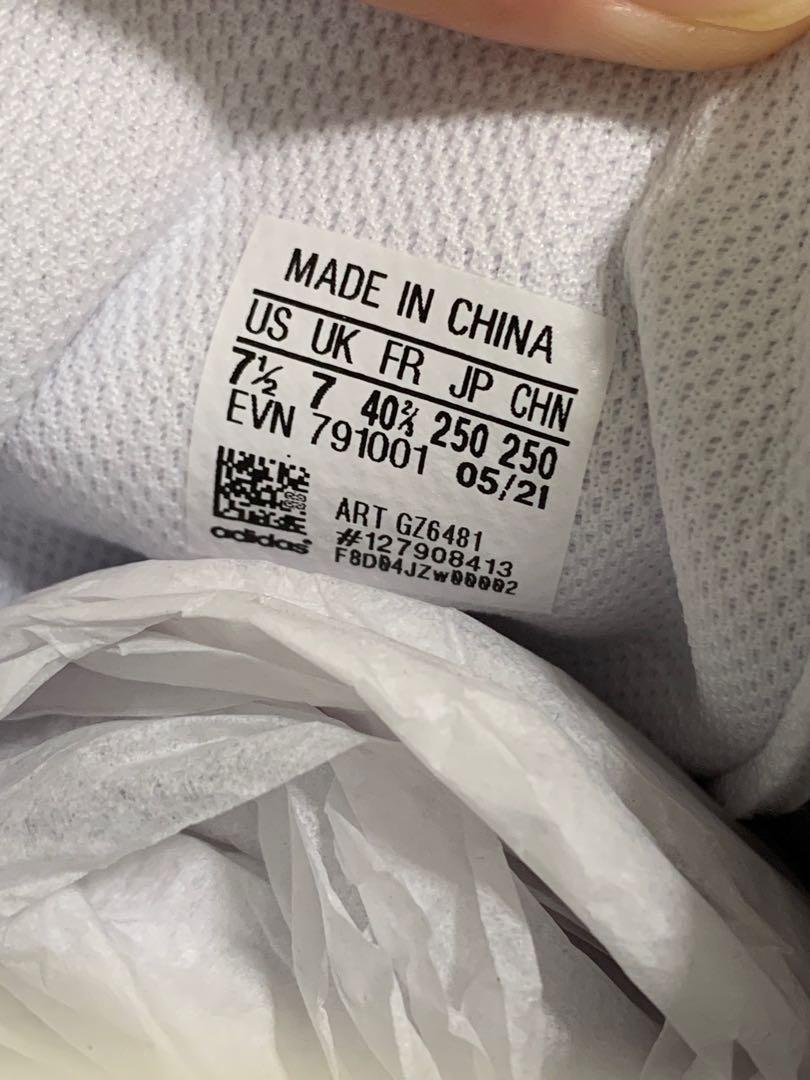 MADE IN CHINA
US UK FR JP CHN
7½ 7 40⅔ 250 250
EVN 791001 05/21
ART GZ6481
#127908413
F8D04JZW00002
adidas